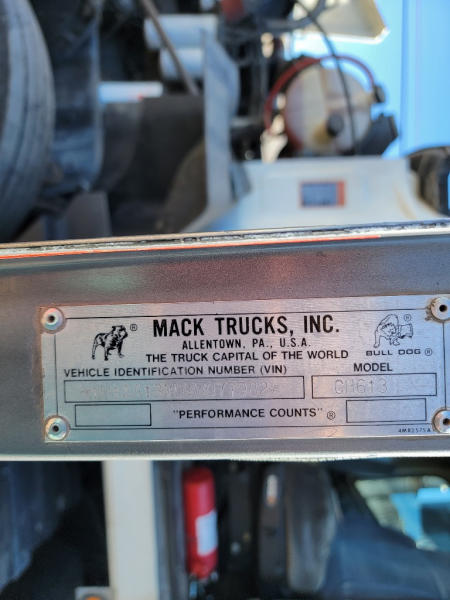 MACK TRUCKS, INC.
ALLENTOWN, PA., U.S.A.
THE TRUCK CAPITAL OF THE WORLD
BULL DOG ®
VEHICLE IDENTIFICATION NUMBER (VIN)
MODEL
CH613
"PERFORMANCE COUNTS" ®